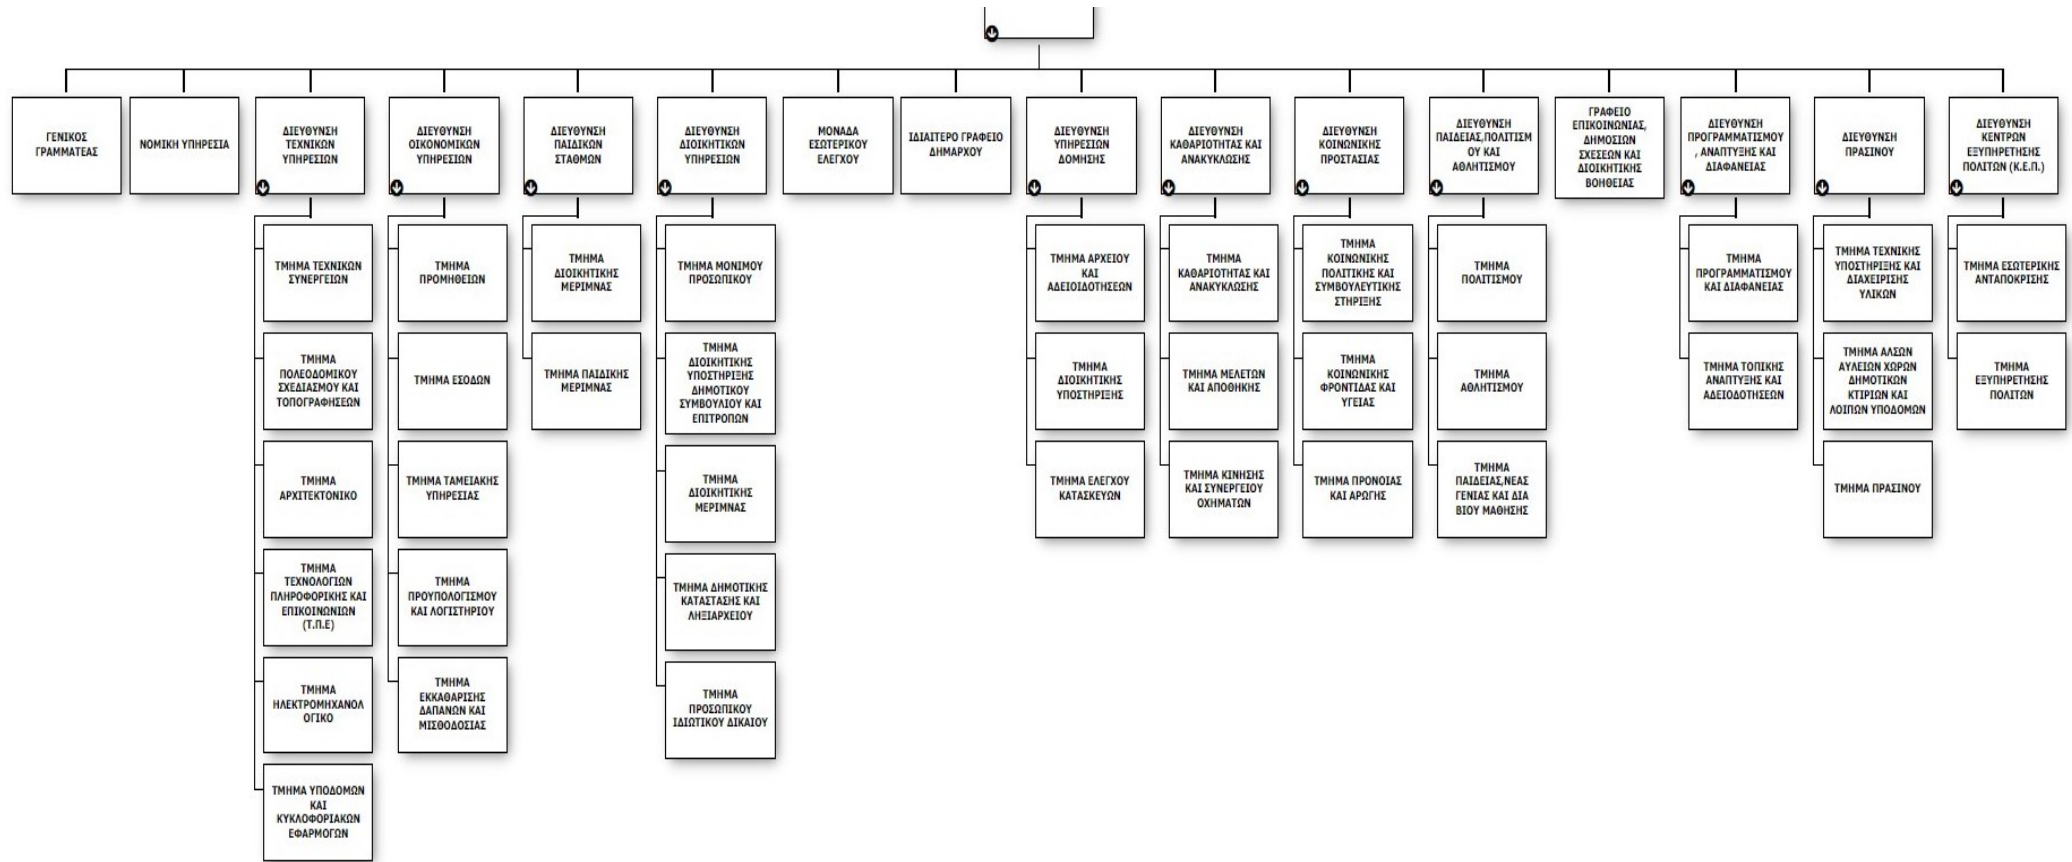 ΓΕΝΙΚΟΣ
ΓΡΑΜΜΑΤΕΑΣ
ΝΟΜΙΚΗ ΥΠΗΡΕΣΙΑ
ΔΙΕΥΘΥΝΣΗ
ΤΕΧΝΙΚΩΝ
ΥΠΗΡΕΣΙΩΝ
ΔΙΕΥΘΥΝΣΗ
ΟΙΚΟΝΟΜΙΚΩΝ
ΥΠΗΡΕΣΙΩΝ
ΔΙΕΥΘΥΝΣΗ
ΠΑΙΔΙΚΩΝ
ΣΤΑΘΜΩΝ
ΔΙΕΥΘΥΝΣΗ
ΔΙΟΙΚΗΤΙΚΩΝ
ΥΠΗΡΕΣΙΩΝ
ΜΟΝΑΔΑ
ΕΣΩΤΕΡΙΚΟΥ
ΕΛΕΓΧΟΥ
ΙΔΙΑΙΤΕΡΟ ΓΡΑΦΕΙΟ
ΔΗΜΑΡΧΟΥ
ΔΙΕΥΘΥΝΣΗ
ΥΠΗΡΕΣΙΩΝ
ΔΟΜΗΣΗΣ
ΔΙΕΥΘΥΝΣΗ
ΚΑΘΑΡΙΟΤΗΤΑΣ ΚΑΙ
ΑΝΑΚΥΚΛΩΣΗΣ
ΔΙΕΥΘΥΝΣΗ
ΚΟΙΝΩΝΙΚΗΣ
ΠΡΟΣΤΑΣΙΑΣ
ΔΙΕΥΘΥΝΣΗ
ΠΑΙΔΕΙΑΣ,ΠΟΛΙΤΙΣΜ
ΟΥ ΚΑΙ
ΑΘΛΗΤΙΣΜΟΥ
ΓΡΑΦΕΙΟ
ΕΠΙΚΟΙΝΩΝΙΑΣ,
ΔΗΜΟΣΙΩΝ
ΣΧΕΣΕΩΝ ΚΑΙ
ΔΙΟΙΚΗΤΙΚΗΣ
ΒΟΗΘΕΙΑΣ
ΔΙΕΥΘΥΝΣΗ
ΠΡΟΓΡΑΜΜΑΤΙΣΜΟΥ
, ΑΝΑΠΤΥΞΗΣ ΚΑΙ
ΔΙΑΦΑΝΕΙΑΣ
ΔΙΕΥΘΥΝΣΗ
ΠΡΑΣΙΝΟΥ
ΔΙΕΥΘΥΝΣΗ
ΚΕΝΤΡΩΝ
ΕΞΥΠΗΡΕΤΗΣΗΣ
ΠΟΛΙΤΩΝ (Κ.Ε.Π.)
ΤΜΗΜΑ ΤΕΧΝΙΚΩΝ
ΣΥΝΕΡΓΕΙΩΝ
ΤΜΗΜΑ
ΠΟΛΕΟΔΟΜΙΚΟΥ
ΣΧΕΔΙΑΣΜΟΥ ΚΑΙ
ΤΟΠΟΓΡΑΦΗΣΕΩΝ
ΤΜΗΜΑ
ΑΡΧΙΤΕΚΤΟΝΙΚΟ
ΤΜΗΜΑ
ΤΕΧΝΟΛΟΓΙΩΝ
ΠΛΗΡΟΦΟΡΙΚΗΣ ΚΑΙ
ΕΠΙΚΟΙΝΩΝΙΩΝ
(Τ.Π.Ε)
ΤΜΗΜΑ
ΗΛΕΚΤΡΟΜΗΧΑΝΟΛ
ΟΓΙΚΟ
ΤΜΗΜΑ ΥΠΟΔΟΜΩΝ
ΚΑΙ
ΚΥΚΛΟΦΟΡΙΑΚΩΝ
ΕΦΑΡΜΟΓΩΝ
ΤΜΗΜΑ
ΠΡΟΜΗΘΕΙΩΝ
ΤΜΗΜΑ ΕΣΟΔΩΝ
ΤΜΗΜΑ ΤΑΜΕΙΑΚΗΣ
ΥΠΗΡΕΣΙΑΣ
ΤΜΗΜΑ
ΠΡΟΥΠΟΛΟΓΙΣΜΟΥ
ΚΑΙ ΛΟΓΙΣΤΗΡΙΟΥ
ΤΜΗΜΑ
ΕΚΚΑΘΑΡΙΣΗΣ
ΔΑΠΑΝΩΝ ΚΑΙ
ΜΙΣΘΟΔΟΣΙΑΣ
ΤΜΗΜΑ
ΔΙΟΙΚΗΤΙΚΗΣ
ΜΕΡΙΜΝΑΣ
ΤΜΗΜΑ ΠΑΙΔΙΚΗΣ
ΜΕΡΙΜΝΑΣ
ΤΜΗΜΑ ΜΟΝΙΜΟΥ
ΠΡΟΣΩΠΙΚΟΥ
ΤΜΗΜΑ
ΔΙΟΙΚΗΤΙΚΗΣ
ΥΠΟΣΤΗΡΙΞΗΣ
ΔΗΜΟΤΙΚΟΥ
ΣΥΜΒΟΥΛΙΟΥ ΚΑΙ
ΕΠΙΤΡΟΠΩΝ
ΤΜΗΜΑ
ΔΙΟΙΚΗΤΙΚΗΣ
ΜΕΡΙΜΝΑΣ
ΤΜΗΜΑ ΔΗΜΟΤΙΚΗΣ
ΚΑΤΑΣΤΑΣΗΣ ΚΑΙ
ΛΗΞΙΑΡΧΕΙΟΥ
ΤΜΗΜΑ
ΠΡΟΣΩΠΙΚΟΥ
ΙΔΙΩΤΙΚΟΥ ΔΙΚΑΙΟΥ
ΤΜΗΜΑ ΑΡΧΕΙΟΥ
ΚΑΙ
ΑΔΕΙΟΙΔΟΤΗΣΕΩΝ
ΤΜΗΜΑ
ΔΙΟΙΚΗΤΙΚΗΣ
ΥΠΟΣΤΗΡΙΞΗΣ
ΤΜΗΜΑ ΕΛΕΓΧΟΥ
ΚΑΤΑΣΚΕΥΩΝ
ΤΜΗΜΑ
ΚΑΘΑΡΙΟΤΗΤΑΣ ΚΑΙ
ΑΝΑΚΥΚΛΩΣΗΣ
ΤΜΗΜΑ ΜΕΛΕΤΩΝ
ΚΑΙ ΑΠΟΘΗΚΗΣ
ΤΜΗΜΑ ΚΙΝΗΣΗΣ
ΚΑΙ ΣΥΝΕΡΓΕΙΟΥ
ΟΧΗΜΑΤΩΝ
ΤΜΗΜΑ
ΚΟΙΝΩΝΙΚΗΣ
ΠΟΛΙΤΙΚΗΣ ΚΑΙ
ΣΥΜΒΟΥΛΕΥΤΙΚΗΣ
ΣΤΗΡΙΞΗΣ
ΤΜΗΜΑ
ΚΟΙΝΩΝΙΚΗΣ
ΦΡΟΝΤΙΔΑΣ ΚΑΙ
ΥΓΕΙΑΣ
ΤΜΗΜΑ ΠΡΟΝΟΙΑΣ
ΚΑΙ ΑΡΩΓΗΣ
ΤΜΗΜΑ
ΠΟΛΙΤΙΣΜΟΥ
ΤΜΗΜΑ
ΑΘΛΗΤΙΣΜΟΥ
ΤΜΗΜΑ
ΠΑΙΔΕΙΑΣ,ΝΕΑΣ
ΓΕΝΙΑΣ ΚΑΙ ΔΙΑ
ΒΙΟΥ ΜΑΘΗΣΗΣ
ΤΜΗΜΑ
ΠΡΟΓΡΑΜΜΑΤΙΣΜΟΥ
ΚΑΙ ΔΙΑΦΑΝΕΙΑΣ
ΤΜΗΜΑ ΤΟΠΙΚΗΣ
ΑΝΑΠΤΥΞΗΣ ΚΑΙ
ΑΔΕΙΟΔΟΤΗΣΕΩΝ
ΤΜΗΜΑ ΤΕΧΝΙΚΗΣ
ΥΠΟΣΤΗΡΙΞΗΣ ΚΑΙ
ΔΙΑΧΕΙΡΙΣΗΣ
ΥΛΙΚΩΝ
ΤΜΗΜΑ ΑΛΣΩΝ
ΑΥΛΕΙΩΝ ΧΩΡΩΝ
ΔΗΜΟΤΙΚΩΝ
ΚΤΙΡΙΩΝ ΚΑΙ
ΛΟΙΠΩΝ ΥΠΟΔΟΜΩΝ
ΤΜΗΜΑ ΠΡΑΣΙΝΟΥ
ΤΜΗΜΑ ΕΣΩΤΕΡΙΚΗΣ
ΑΝΤΑΠΟΚΡΙΣΗΣ
ΤΜΗΜΑ
ΕΞΥΠΗΡΕΤΗΣΗΣ
ΠΟΛΙΤΩΝ